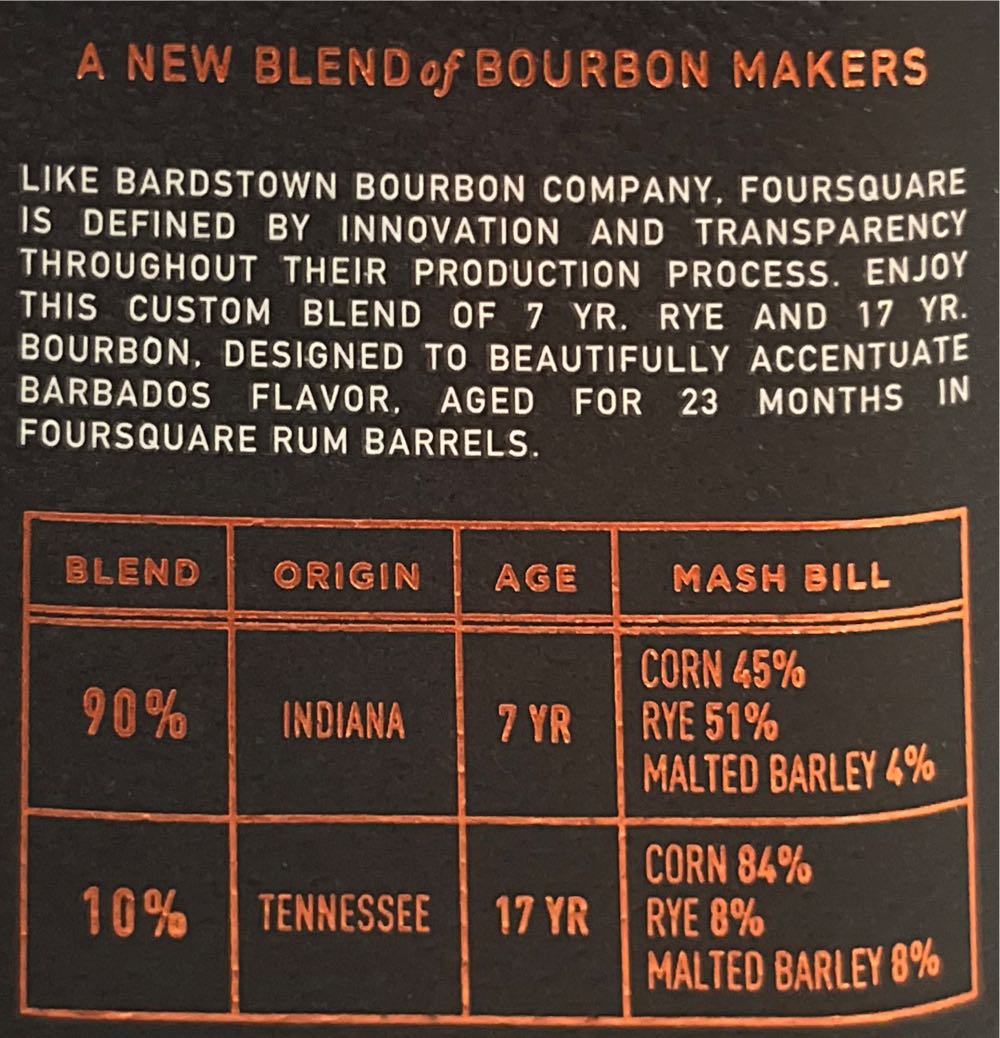 A NEW BLEND of BOURBON MAKERS
LIKE BARDSTOWN BOURBON COMPANY, FOURSQUARE
IS DEFINED BY INNOVATION AND TRANSPARENCY
THROUGHOUT THEIR PRODUCTION PROCESS. ENJOY
THIS CUSTOM BLEND OF 7 YR. RYE AND 17 YR.
BOURBON, DESIGNED TO BEAUTIFULLY ACCENTUATE
BARBADOS FLAVOR, AGED FOR 23 MONTHS IN
FOURSQUARE RUM BARRELS.
BLEND ORIGIN AGE MASH BILL
90% INDIANA 7 YR CORN 45%
RYE 51%
MALTED BARLEY 4%
10% TENNESSEE 17 YR CORN 84%
RYE 8%
MALTED BARLEY 8%